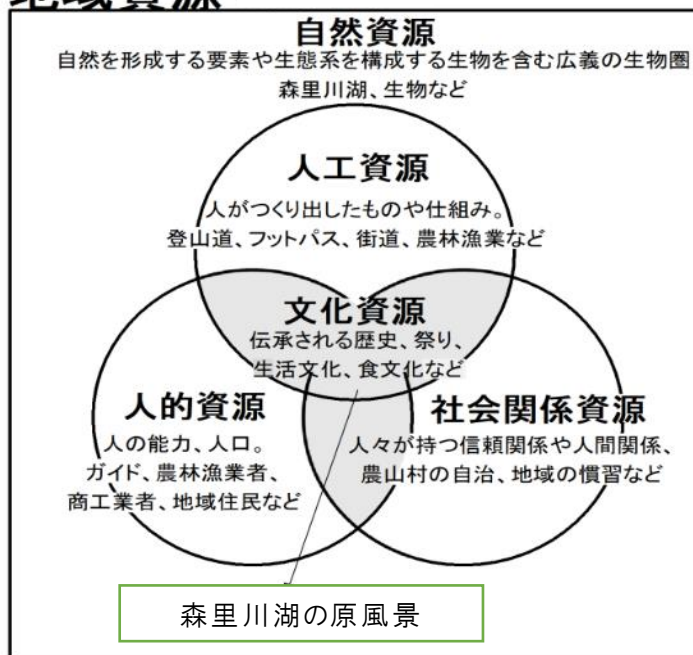 地域資源
自然資源
自然を形成する要素や生態系を構成する生物を含む広義の生物圏
森里川湖、生物など
人工資源
人がつくり出したものや仕組み。
登山道、フットパス、街道、農林漁業など
文化資源
伝承される歴史、祭り、
生活文化、食文化など
人的資源
人の能力、人口。
ガイド、農林漁業者、
商工業者、地域住民など
社会関係資源
人々が持つ信頼関係や人間関係、
農山村の自治、地域の慣習など
森里川湖の原風景